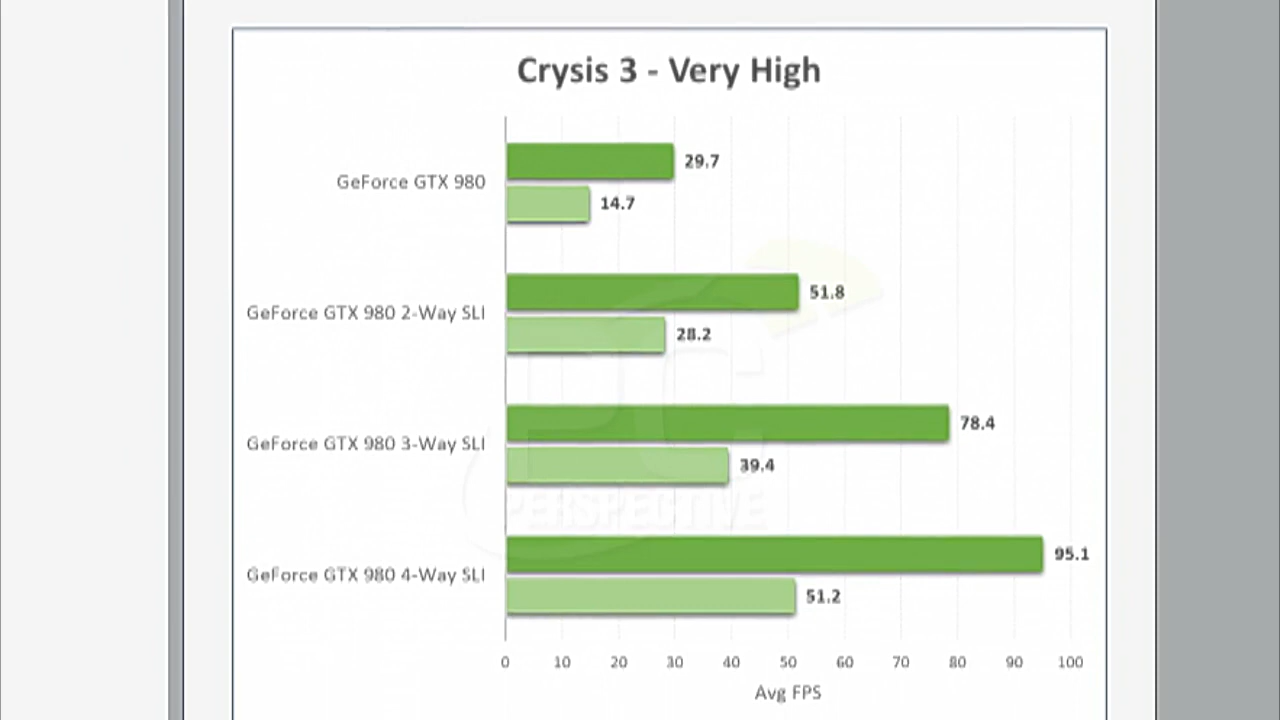 Crysis 3 - Very High
GeForce GTX 980
29.7
14.7
GeForce GTX 980 2-Way SLI
51.8
28.2
GeForce GTX 980 3-Way SLI
78.4
39.4
PC
PERSPECTIVE
GeForce GTX 980 4-Way SLI
95.1
51.2
0 10 20 30 40 50 60 70 80 90 100
Avg FPS